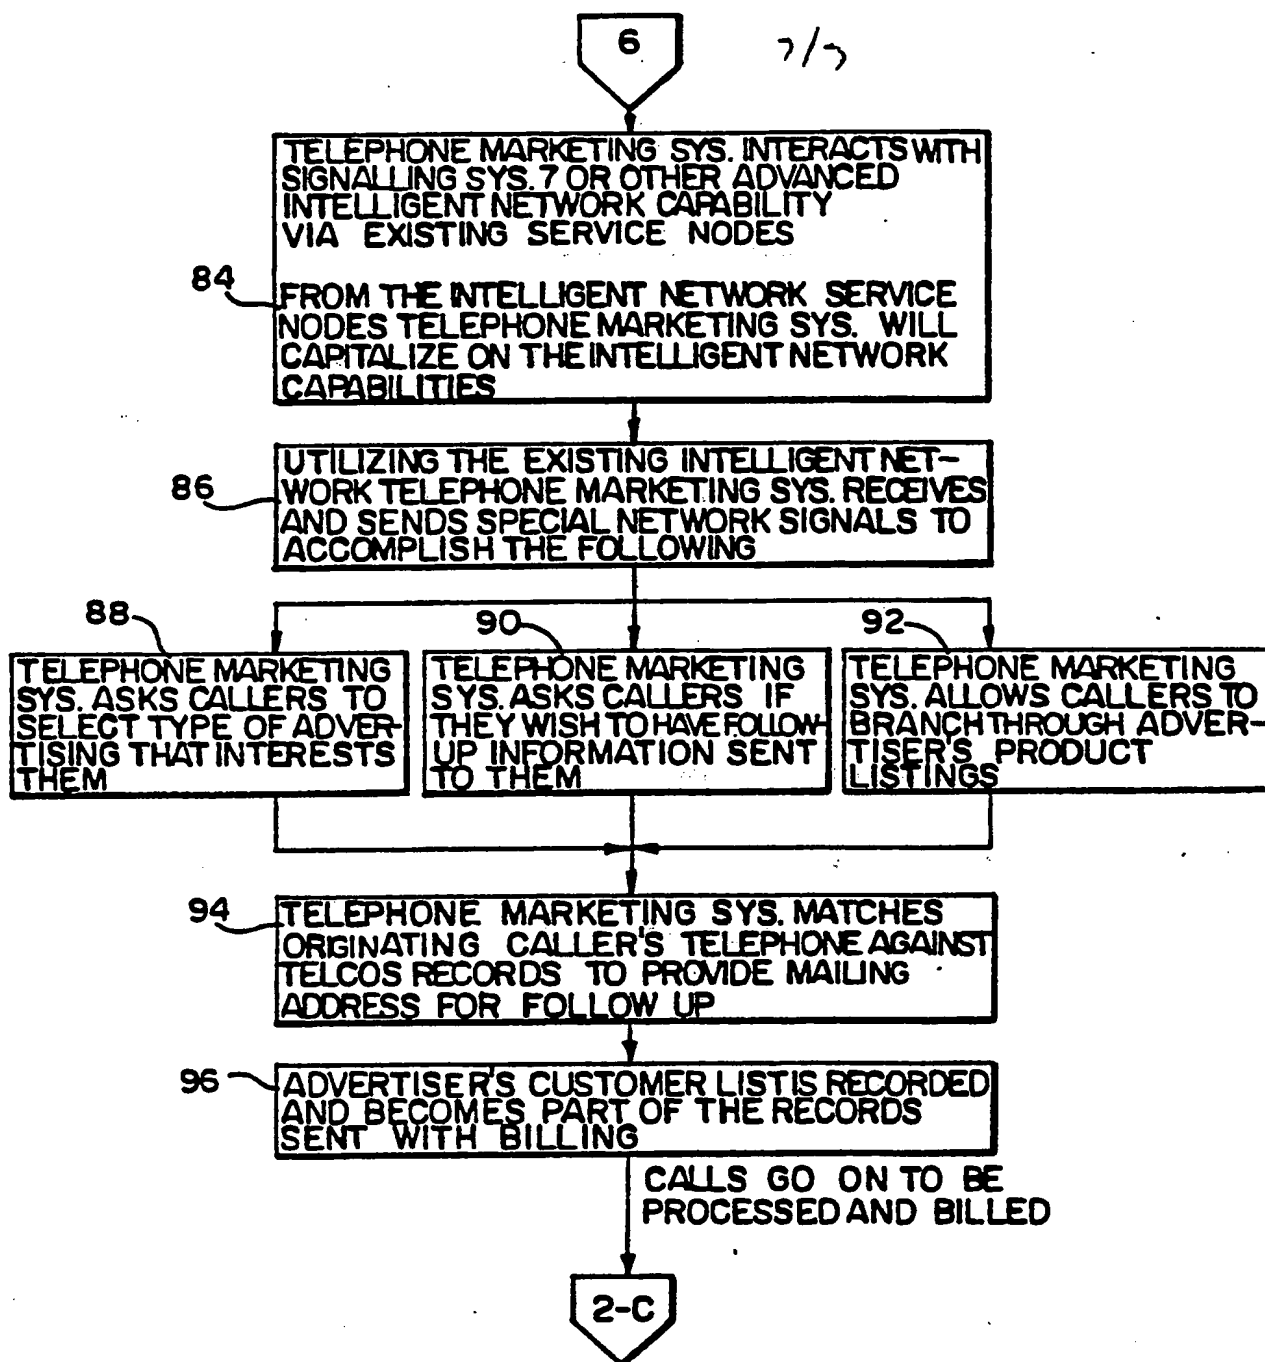 6
7/7
TELEPHONE MARKETING SYS. INTERACTS WITH
SIGNALLING SYS. 7 OR OTHER ADVANCED
INTELLIGENT NETWORK CAPABILITY
VIA EXISTING SERVICE NODES
84
FROM THE INTELLIGENT NETWORK SERVICE
NODES TELEPHONE MARKETING SYS. WILL
CAPITALIZE ON THE INTELLIGENT NETWORK
CAPABILITIES
86
UTILIZING THE EXISTING INTELLIGENT NET-
WORK TELEPHONE MARKETING SYS. RECEIVES
AND SENDS SPECIAL NETWORK SIGNALS TO
ACCOMPLISH THE FOLLOWING
88
TELEPHONE MARKETING
SYS. ASKS CALLERS TO
SELECT TYPE OF ADVER-
TISING THAT INTERESTS
THEM
90
TELEPHONE MARKETING
SYS. ASKS CALLERS IF
THEY WISH TO HAVE FOLLOW-
UP INFORMATION SENT
TO THEM
92
TELEPHONE MARKETING
SYS. ALLOWS CALLERS TO
BRANCH THROUGH ADVER-
TISER'S PRODUCT
LISTINGS
94
TELEPHONE MARKETING SYS. MATCHES
ORIGINATING CALLER'S TELEPHONE AGAINST
TELCOS RECORDS TO PROVIDE MAILING
ADDRESS FOR FOLLOW UP
96
ADVERTISER'S CUSTOMER LIST IS RECORDED
AND BECOMES PART OF THE RECORDS
SENT WITH BILLING
CALLS GO ON TO BE
PROCESSED AND BILLED
2-C